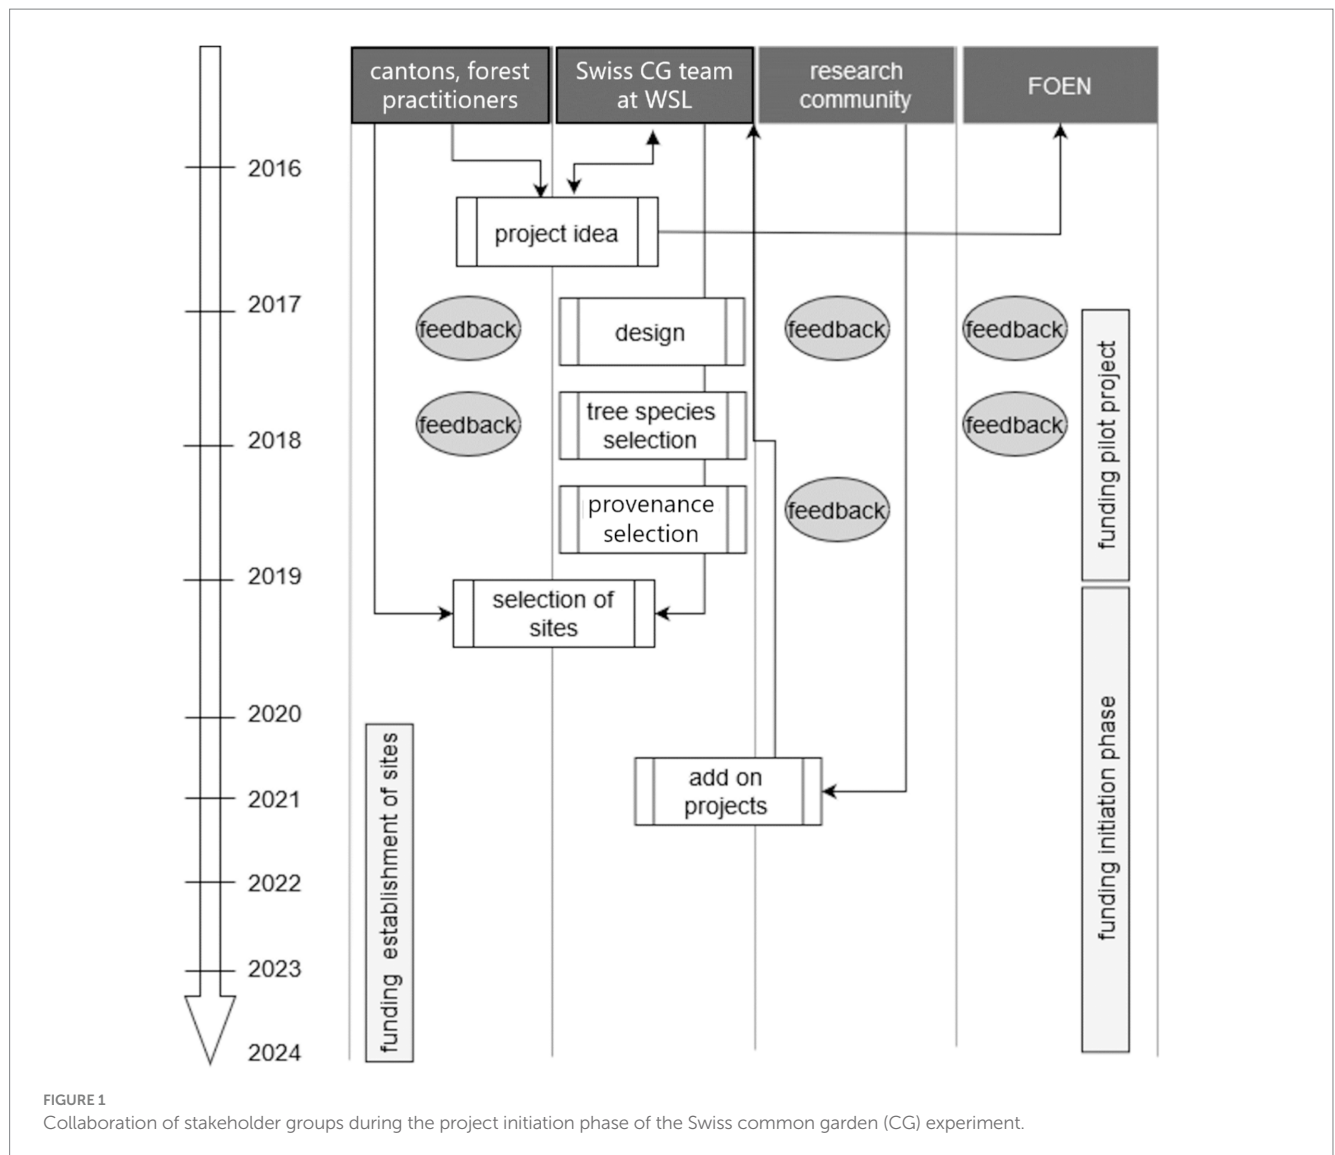 cantons, forest
practitioners
Swiss CG team
at WSL
research
community
FOEN
2016
project idea
2017
feedback
design
feedback
feedback
funding pilot project
feedback
tree species
selection
feedback
2018
provenance
selection
feedback
2019
selection of
sites
funding initiation phase
2020
funding establishment of sites
add on
projects
2021
2022
2023
2024
FIGURE 1
Collaboration of stakeholder groups during the project initiation phase of the Swiss common garden (CG) experiment.